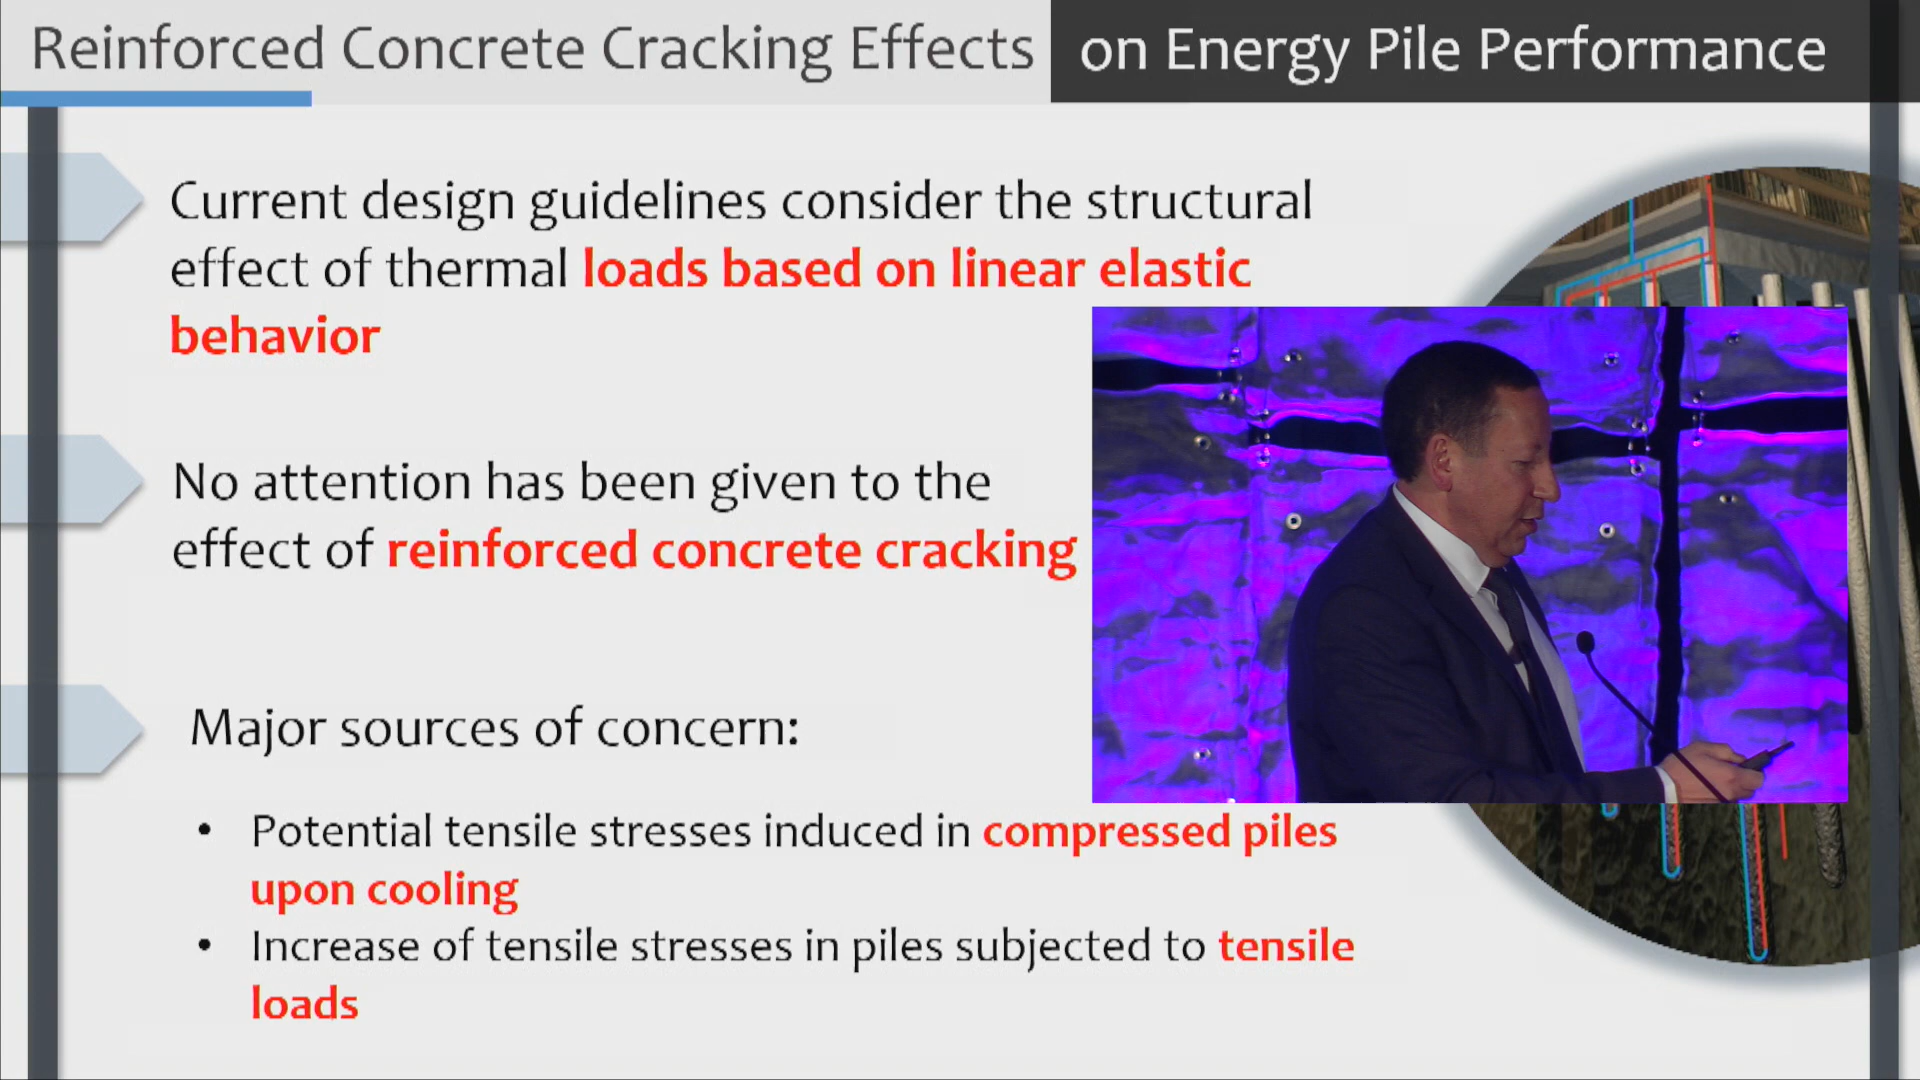 Reinforced Concrete Cracking Effects on Energy Pile Performance
Current design guidelines consider the structural
effect of thermal loads based on linear elastic
behavior
No attention has been given to the
effect of reinforced concrete cracking
Major sources of concern:
• Potential tensile stresses induced in compressed piles
upon cooling
• Increase of tensile stresses in piles subjected to tensile
loads